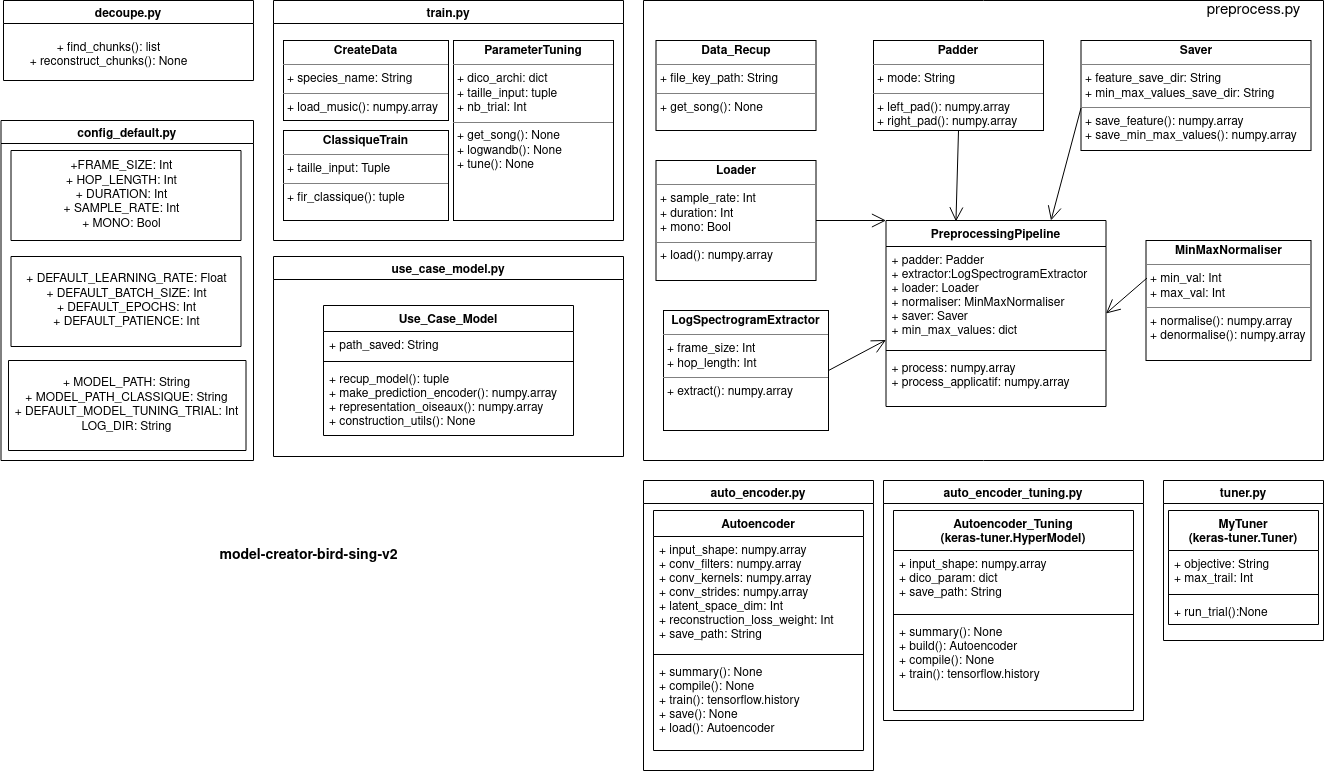 decoupe.py
+ find_chunks(): list
+ reconstruct_chunks(): None
config_default.py
+FRAME_SIZE: Int
+ HOP_LENGTH: Int
+ DURATION: Int
+ SAMPLE_RATE: Int
+ MONO: Bool
+ DEFAULT_LEARNING_RATE: Float
+ DEFAULT_BATCH_SIZE: Int
+ DEFAULT_EPOCHS: Int
+ DEFAULT_PATIENCE: Int
+ MODEL_PATH: String
+ MODEL_PATH_CLASSIQUE: String
+ DEFAULT_MODEL_TUNING_TRIAL: Int
LOG_DIR: String
train.py
CreateData
+ species_name: String
+ load_music(): numpy.array
ClassiqueTrain
+ taille_input: Tuple
+ fir_classique(): tuple
ParameterTuning
+ dico_archi: dict
+ taille_input: tuple
+ nb_trial: Int
+ get_song(): None
+ logwandb(): None
+ tune(): None
use_case_model.py
Use_Case_Model
+ path_saved: String
+ recup_model(): tuple
+ make_prediction_encoder(): numpy.array
+ representation_oiseaux(): numpy.array
+ construction_utils(): None
preprocess.py
Data_Recup
+ file_key_path: String
+ get_song(): None
Padder
+ mode: String
+ left_pad(): numpy.array
+ right_pad(): numpy.array
Saver
+ feature_save_dir: String
+ min_max_values_save_dir: String
+ save_feature(): numpy.array
+ save_min_max_values(): numpy.array
Loader
+ sample_rate: Int
+ duration: Int
+ mono: Bool
+ load(): numpy.array
PreprocessingPipeline
+ padder: Padder
+ extractor:LogSpectrogramExtractor
+ loader: Loader
+ normaliser: MinMaxNormaliser
+ saver: Saver
+ min_max_values: dict
+ process: numpy.array
+ process_applicatif: numpy.array
MinMaxNormaliser
+ min_val: Int
+ max_val: Int
+ normalise(): numpy.array
+ denormalise(): numpy.array
LogSpectrogramExtractor
+ frame_size: Int
+ hop_length: Int
+ extract(): numpy.array
model-creator-bird-sing-v2
auto_encoder.py
Autoencoder
+ input_shape: numpy.array
+ conv_filters: numpy.array
+ conv_kernels: numpy.array
+ conv_strides: numpy.array
+ latent_space_dim: Int
+ reconstruction_loss_weight: Int
+ save_path: String
+ summary(): None
+ compile(): None
+ train(): tensorflow.history
+ save(): None
+ load(): Autoencoder
auto_encoder_tuning.py
Autoencoder_Tuning
(keras-tuner.HyperModel)
+ input_shape: numpy.array
+ dico_param: dict
+ save_path: String
+ summary(): None
+ build(): Autoencoder
+ compile(): None
+ train(): tensorflow.history
tuner.py
MyTuner
(keras-tuner.Tuner)
+ objective: String
+ max_trail: Int
+ run_trial():None